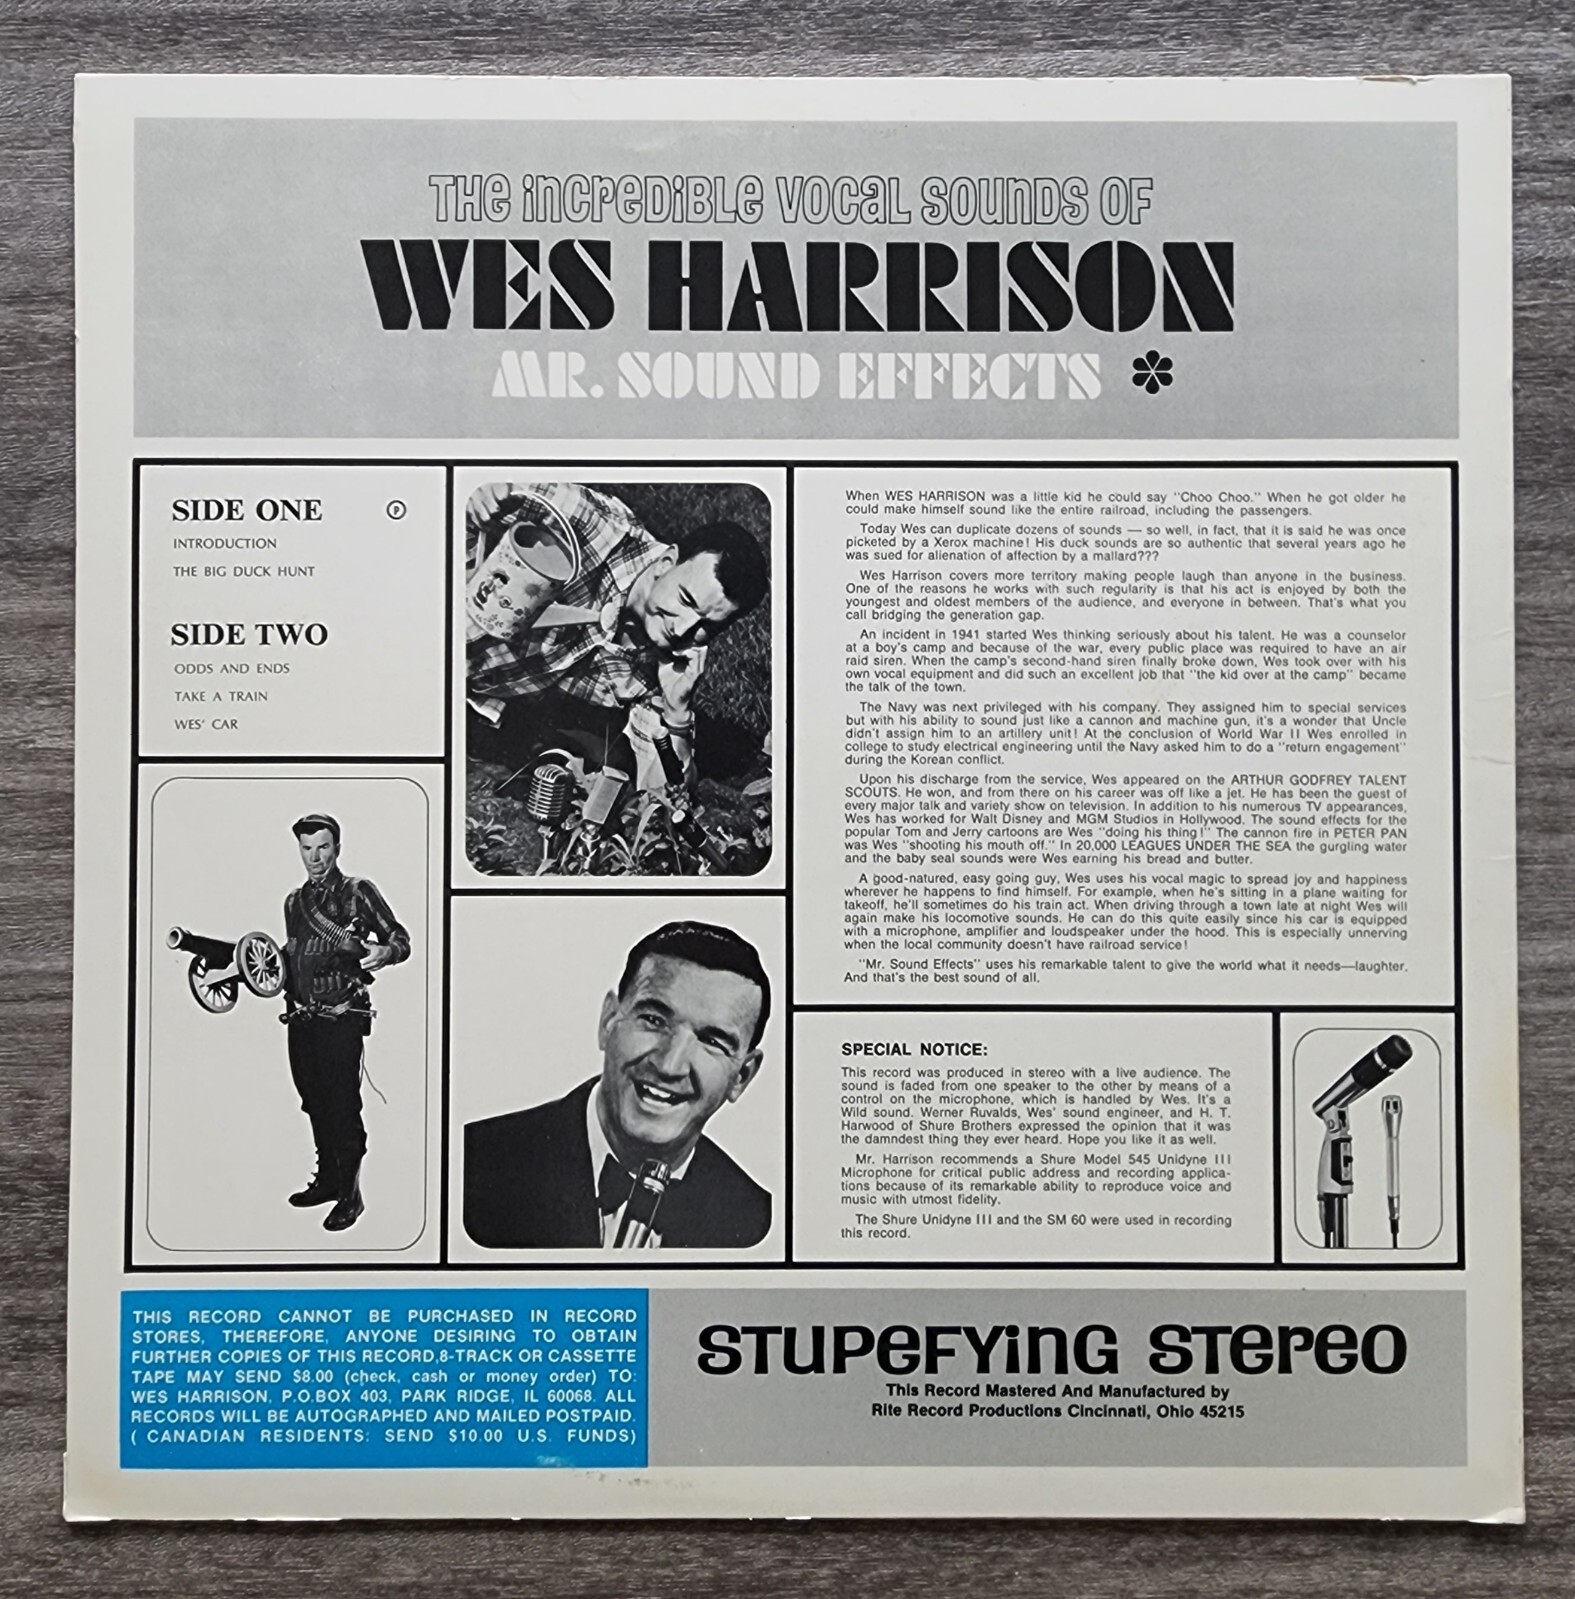 THE INCREDIBLE VOCAL SOUNDS OF
WES HARRISON
MR. SOUND EFFECTS
SIDE ONE ℗
INTRODUCTION
THE BIG DUCK HUNT
SIDE TWO
ODDS AND ENDS
TAKE A TRAIN
WES' CAR
When WES HARRISON was a little kid he could say "Choo Choo." When he got older he
could make himself sound like the entire railroad, including the passengers.
Today Wes can duplicate dozens of sounds — so well, in fact, that it is said he was once
picketed by a Xerox machine! His duck sounds are so authentic that several years ago he
was sued for alienation of affection by a mallard???
Wes Harrison covers more territory making people laugh than anyone in the business.
One of the reasons he works with such regularity is that his act is enjoyed by both the
youngest and oldest members of the audience, and everyone in between. That's what you
call bridging the generation gap.
An incident in 1941 started Wes thinking seriously about his talent. He was a counselor
at a boy's camp and because of the war, every public place was required to have an air
raid siren. When the camp's second-hand siren finally broke down, Wes took over with his
own vocal equipment and did such an excellent job that "the kid over at the camp" became
the talk of the town.
The Navy was next privileged with his company. They assigned him to special services
but with his ability to sound just like a cannon and machine gun, it's a wonder that Uncle
didn't assign him to an artillery unit! At the conclusion of World War II Wes enrolled in
college to study electrical engineering until the Navy asked him to do a "return engagement"
during the Korean conflict.
Upon his discharge from the service, Wes appeared on the ARTHUR GODFREY TALENT
SCOUTS. He won, and from there on his career was off like a jet. He has been the guest of
every major talk and variety show on television. In addition to his numerous TV appearances,
Wes has worked for Walt Disney and MGM Studios in Hollywood. The sound effects for the
popular Tom and Jerry cartoons are Wes "doing his thing!" The cannon fire in PETER PAN
was Wes "shooting his mouth off." In 20,000 LEAGUES UNDER THE SEA the gurgling water
and the baby seal sounds were Wes earning his bread and butter.
A good-natured, easy going guy, Wes uses his vocal magic to spread joy and happiness
wherever he happens to find himself. For example, when he's sitting in a plane waiting for
takeoff, he'll sometimes do his train act. When driving through a town late at night Wes will
again make his locomotive sounds. He can do this quite easily since his car is equipped
with a microphone, amplifier and loudspeaker under the hood. This is especially unnerving
when the local community doesn't have railroad service!
"Mr. Sound Effects" uses his remarkable talent to give the world what it needs—laughter.
And that's the best sound of all.
SPECIAL NOTICE:
This record was produced in stereo with a live audience. The
sound is faded from one speaker to the other by means of a
control on the microphone, which is handled by Wes. It's a
Wild sound. Werner Ruvalds, Wes' sound engineer, and H. T.
Harwood of Shure Brothers expressed the opinion that it was
the damndest thing they ever heard. Hope you like it as well.
Mr. Harrison recommends a Shure Model 545 Unidyne III
Microphone for critical public address and recording applica-
tions because of its remarkable ability to reproduce voice and
music with utmost fidelity.
The Shure Unidyne III and the SM 60 were used in recording
this record.
THIS RECORD CANNOT BE PURCHASED IN RECORD
STORES, THEREFORE, ANYONE DESIRING TO OBTAIN
FURTHER COPIES OF THIS RECORD,8-TRACK OR CASSETTE
TAPE MAY SEND $8.00 (check, cash or money order) TO:
WES HARRISON, P.O.BOX 403, PARK RIDGE, IL 60068. ALL
RECORDS WILL BE AUTOGRAPHED AND MAILED POSTPAID.
( CANADIAN RESIDENTS: SEND $10.00 U.S. FUNDS)
STUPEFYING STEREO
This Record Mastered And Manufactured by
Rite Record Productions Cincinnati, Ohio 45215